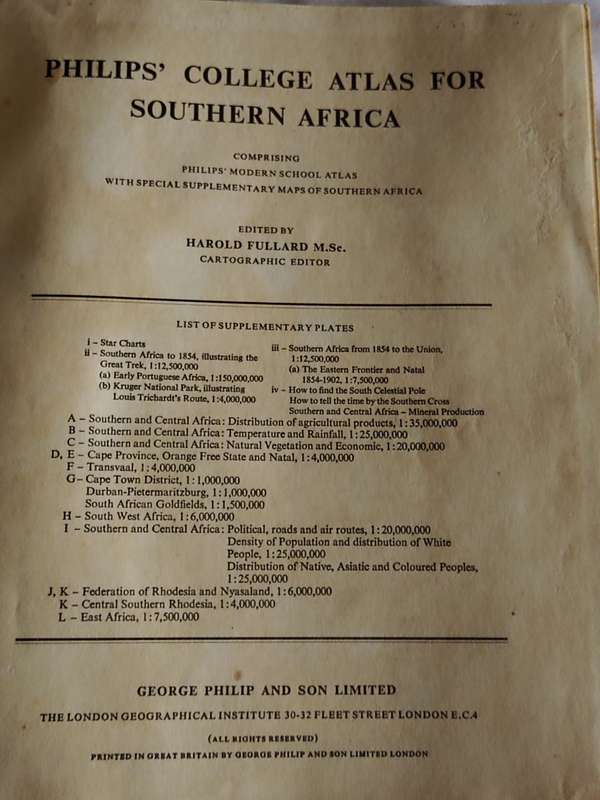 PHILIPS' COLLEGE ATLAS FOR
SOUTHERN AFRICA
COMPRISING
PHILIPS' MODERN SCHOOL ATLAS
WITH SPECIAL SUPPLEMENTARY MAPS OF SOUTHERN AFRICA
EDITED BY
HAROLD FULLARD M.Sc.
CARTOGRAPHIC EDITOR
LIST OF SUPPLEMENTARY PLATES
i – Star Charts
ii – Southern Africa to 1854, illustrating the
Great Trek, 1:12,500,000
(a) Early Portuguese Africa, 1:150,000,000
(b) Kruger National Park, illustrating
Louis Trichardt's Route, 1:4,000,000
iii – Southern Africa from 1854 to the Union,
1:12,500,000
(a) The Eastern Frontier and Natal
1854-1902, 1:7,500,000
iv – How to find the South Celestial Pole
How to tell the time by the Southern Cross
Southern and Central Africa – Mineral Production
A – Southern and Central Africa: Distribution of agricultural products, 1:35,000,000
B – Southern and Central Africa: Temperature and Rainfall, 1:25,000,000
C – Southern and Central Africa: Natural Vegetation and Economic, 1:20,000,000
D, E – Cape Province, Orange Free State and Natal, 1:4,000,000
F – Transvaal, 1:4,000,000
G – Cape Town District, 1:1,000,000
Durban-Pietermaritzburg, 1:1,000,000
South African Goldfields, 1:1,500,000
H – South West Africa, 1:6,000,000
I – Southern and Central Africa: Political, roads and air routes, 1:20,000,000
Density of Population and distribution of White
People, 1:25,000,000
Distribution of Native, Asiatic and Coloured Peoples,
1:25,000,000
J, K – Federation of Rhodesia and Nyasaland, 1:6,000,000
K – Central Southern Rhodesia, 1:4,000,000
L – East Africa, 1:7,500,000
GEORGE PHILIP AND SON LIMITED
THE LONDON GEOGRAPHICAL INSTITUTE 30-32 FLEET STREET LONDON E.C.4
(ALL RIGHTS RESERVED)
PRINTED IN GREAT BRITAIN BY GEORGE PHILIP AND SON LIMITED LONDON